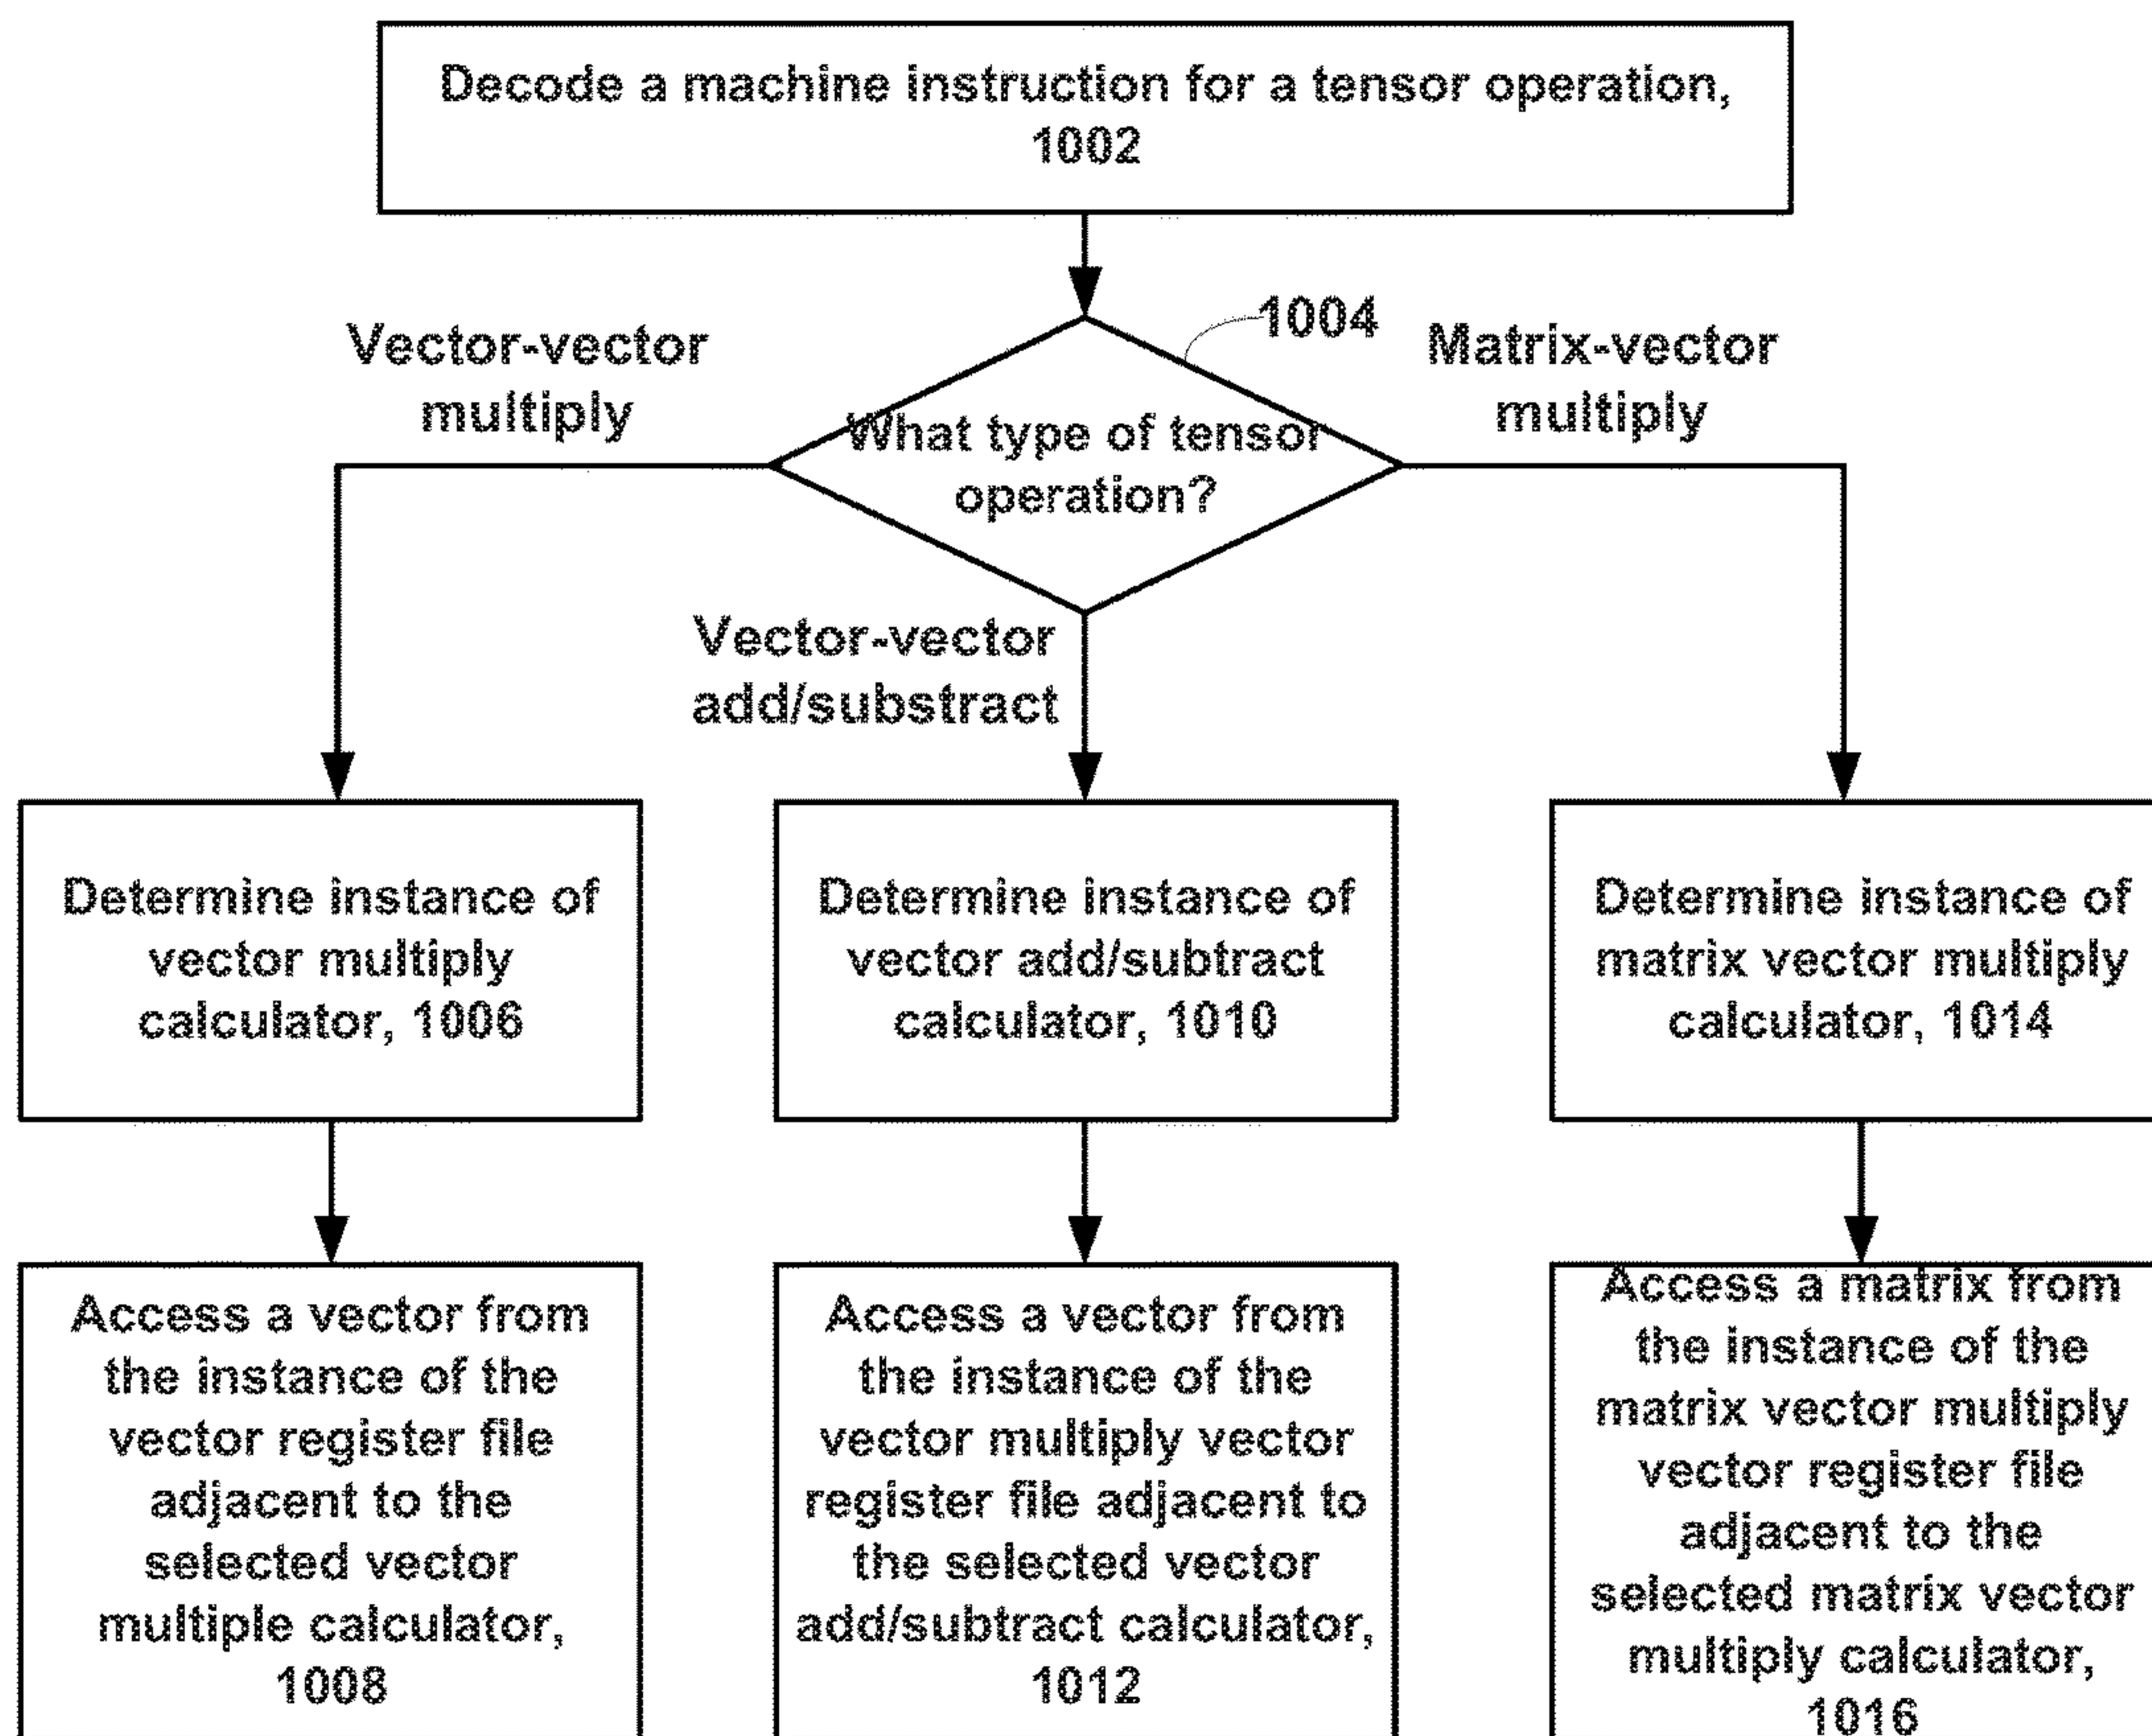 Decode a machine instruction for a tensor operation,
1002
1004
Vector-vector
multiply
Matrix-vector
multiply
What type of tensor
operation?
Vector-vector
add/substract
Determine instance of
vector multiply
calculator, 1006
Determine instance of
vector add/subtract
calculator, 1010
Determine instance of
matrix vector multiply
calculator, 1014
Access a vector from
the instance of the
vector register file
adjacent to the
selected vector
multiple calculator,
1008
Access a vector from
the instance of the
vector multiply vector
register file adjacent to
the selected vector
add/subtract calculator,
1012
Access a matrix from
the instance of the
matrix vector multiply
vector register file
adjacent to the
selected matrix vector
multiply calculator,
1016